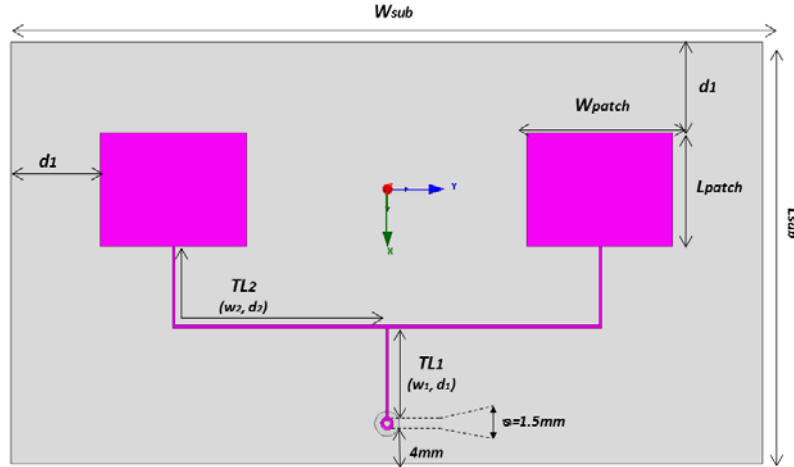 Wsub
d1
Wpatch
d1
Lpatch
Y
Lsub
X
TL2
(w2, d2)
TL1
(w1, d1)
ø=1.5mm
4mm